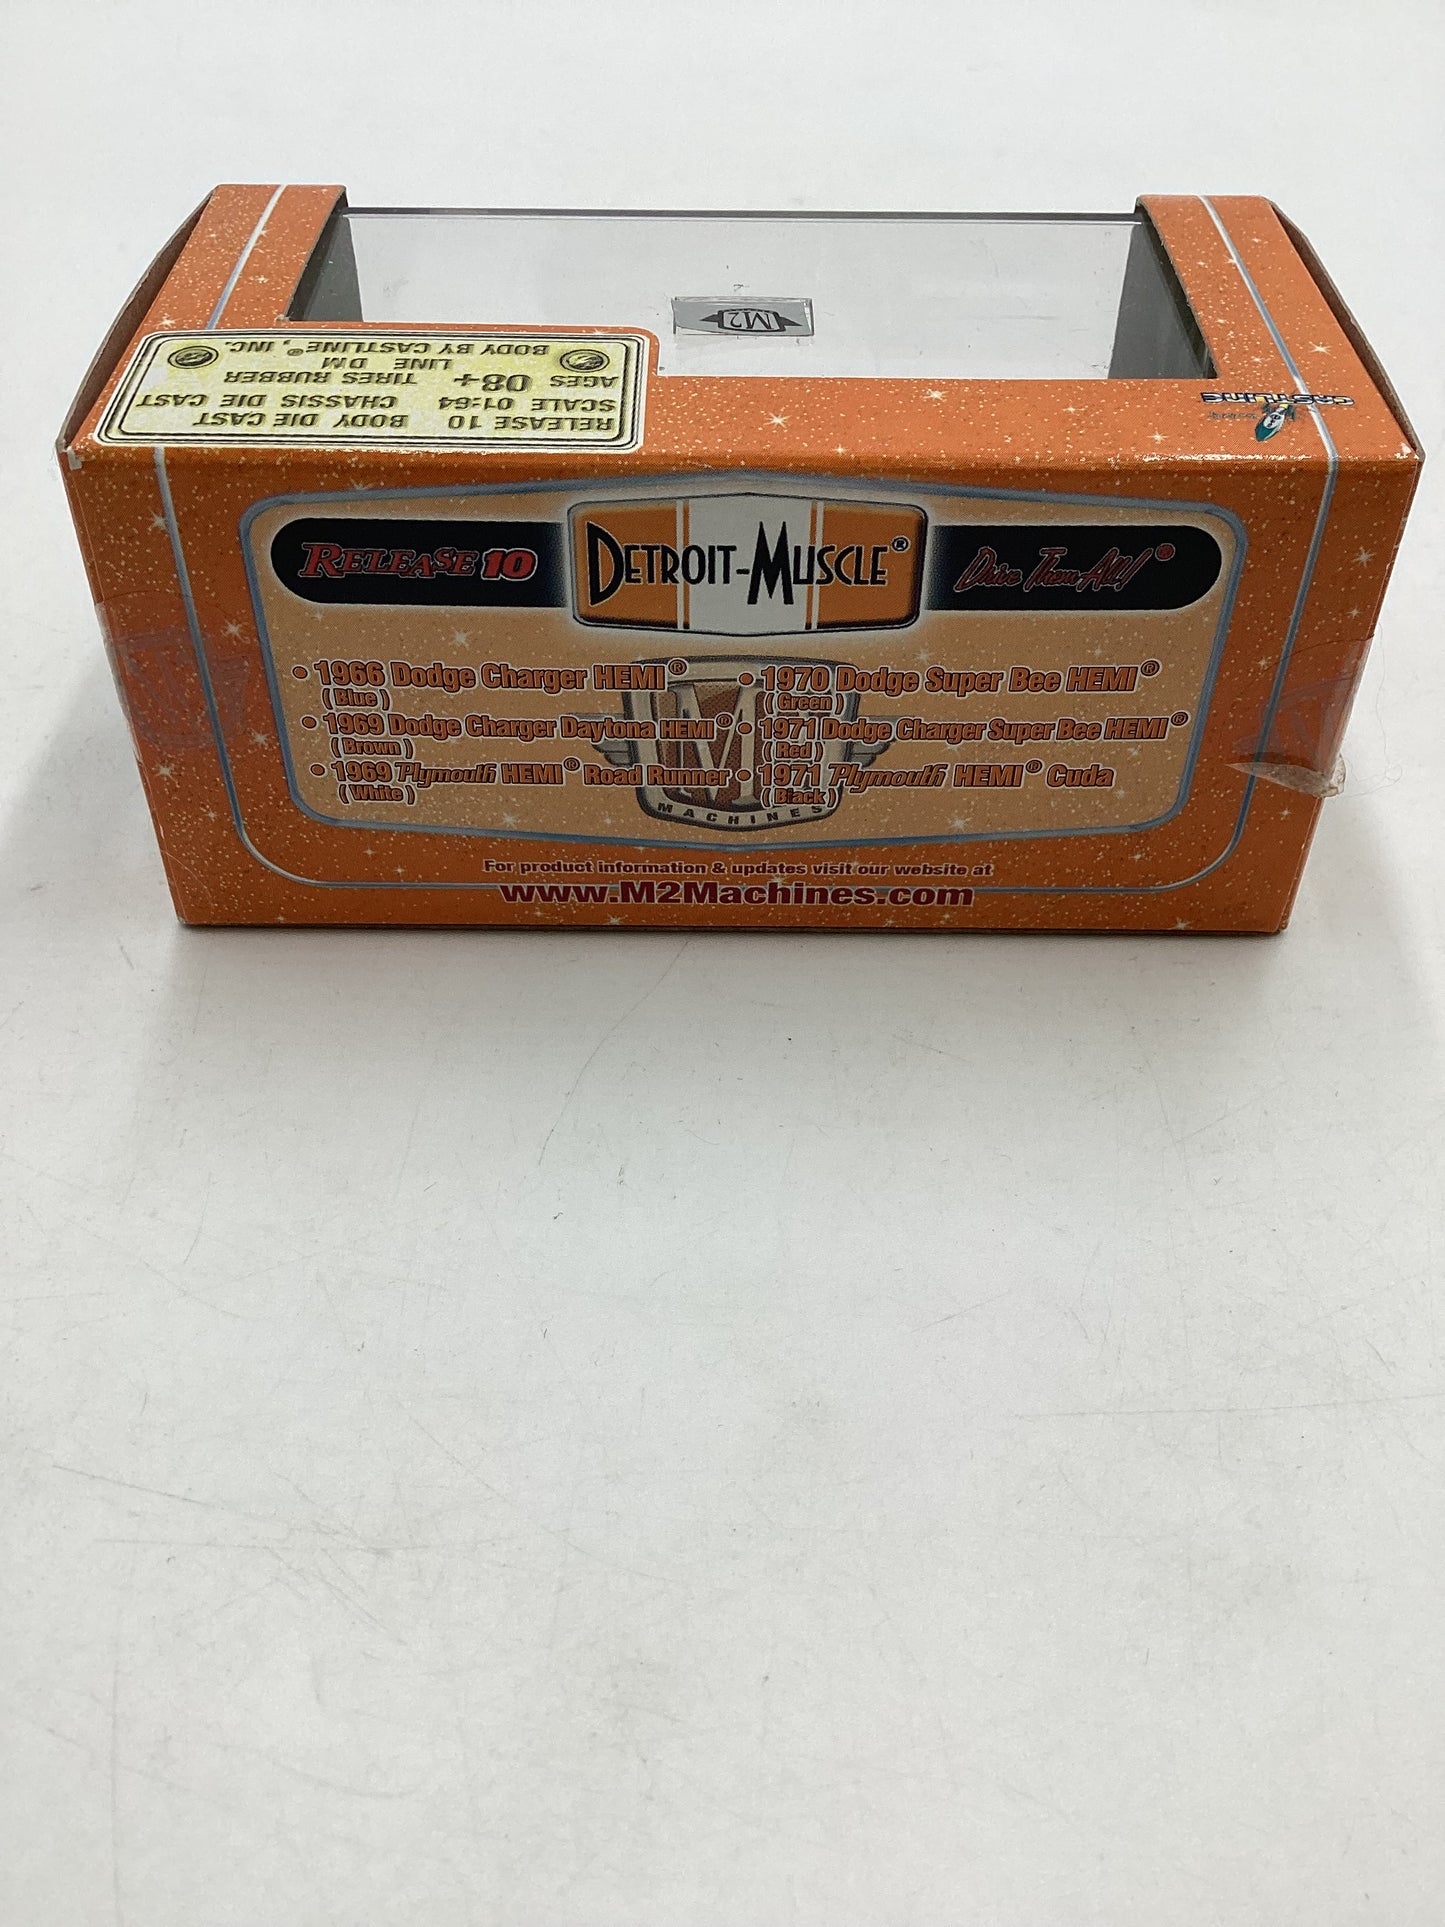 M2
RELEASE 10 BODY DIE CAST
SCALE 01:64 CHASSIS DIE CAST
AGES 08+ TIRES RUBBER
LINE DM
BODY BY CASTLINE®, INC.
CASTLINE
RELEASE 10
DETROIT-MUSCLE®
Drive Them All!®
• 1966 Dodge Charger HEMI®
(Blue)
• 1969 Dodge Charger Daytona HEMI®
(Brown)
• 1969 Plymouth HEMI® Road Runner
(White)
• 1970 Dodge Super Bee HEMI®
(Green)
• 1971 Dodge Charger Super Bee HEMI®
(Red)
• 1971 Plymouth HEMI® Cuda
(Black)
MACHINES
For product information & updates visit our website at
www.M2Machines.com